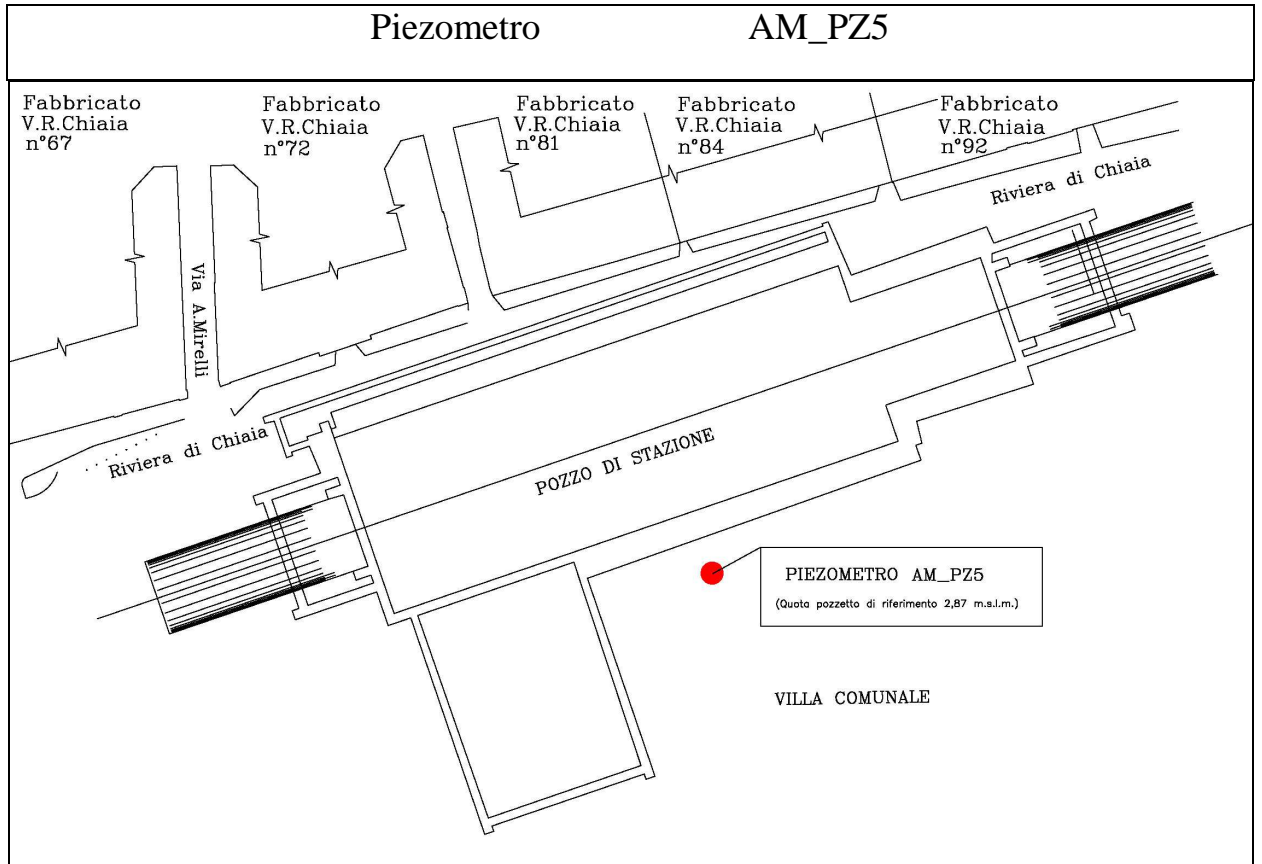 Piezometro AM_PZ5
Fabbricato
V.R.Chiaia
n°67
Fabbricato
V.R.Chiaia
n°72
Fabbricato
V.R.Chiaia
n°81
Fabbricato
V.R.Chiaia
n°84
Fabbricato
V.R.Chiaia
n°92
Riviera di Chiaia
Via A.Mirelli
Riviera di Chiaia
POZZO DI STAZIONE
PIEZOMETRO AM_PZ5
(Quota pozzetto di riferimento 2,87 m.s.l.m.)
VILLA COMUNALE